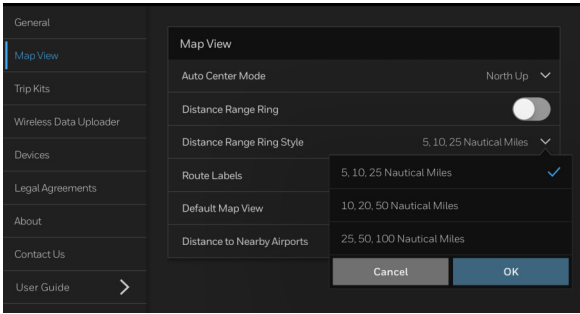 General
Map View
Trip Kits
Wireless Data Uploader
Devices
Legal Agreements
About
Contact Us
User Guide
Map View
Auto Center Mode North Up
Distance Range Ring
Distance Range Ring Style 5, 10, 25 Nautical Miles
Route Labels
Default Map View
Distance to Nearby Airports
5, 10, 25 Nautical Miles
10, 20, 50 Nautical Miles
25, 50, 100 Nautical Miles
Cancel OK